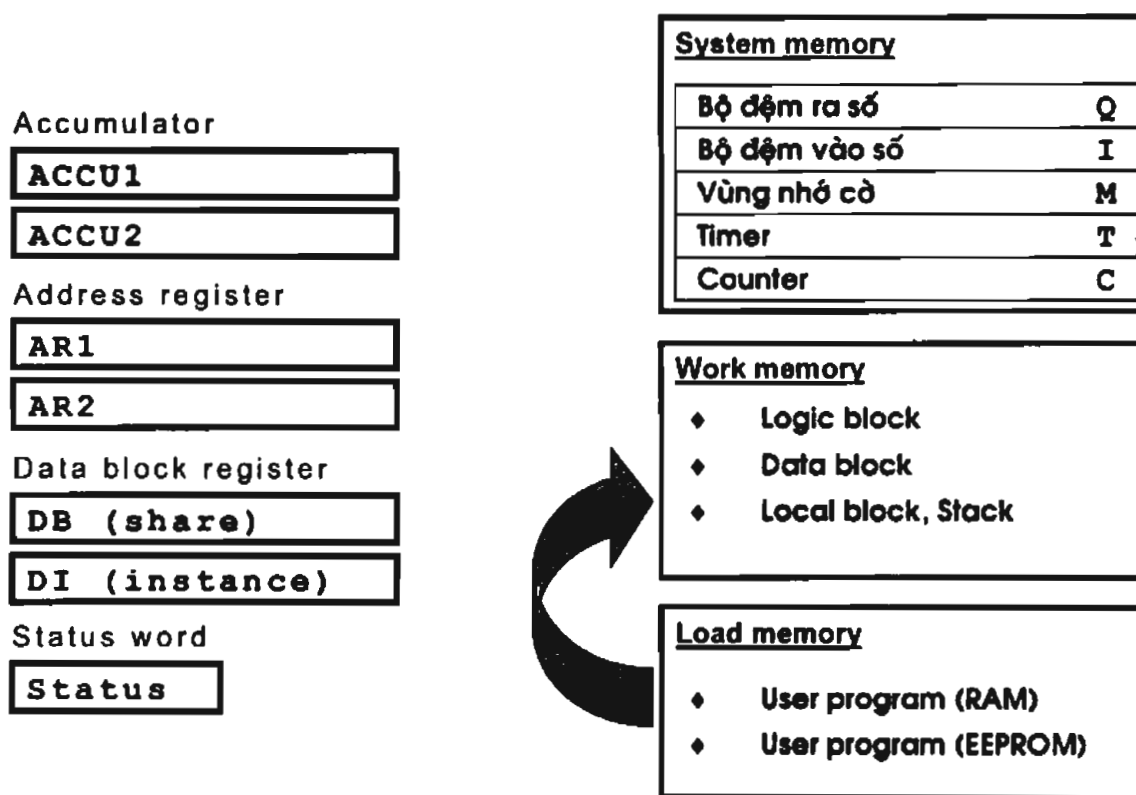 Accumulator
ACCU1
ACCU2
Address register
AR1
AR2
Data block register
DB (share)
DI (instance)
Status word
Status
System memory
Bộ đệm ra số Q
Bộ đệm vào số I
Vùng nhớ cờ M
Timer T
Counter C
Work memory
♦ Logic block
♦ Data block
♦ Local block, Stack
Load memory
♦ User program (RAM)
♦ User program (EEPROM)